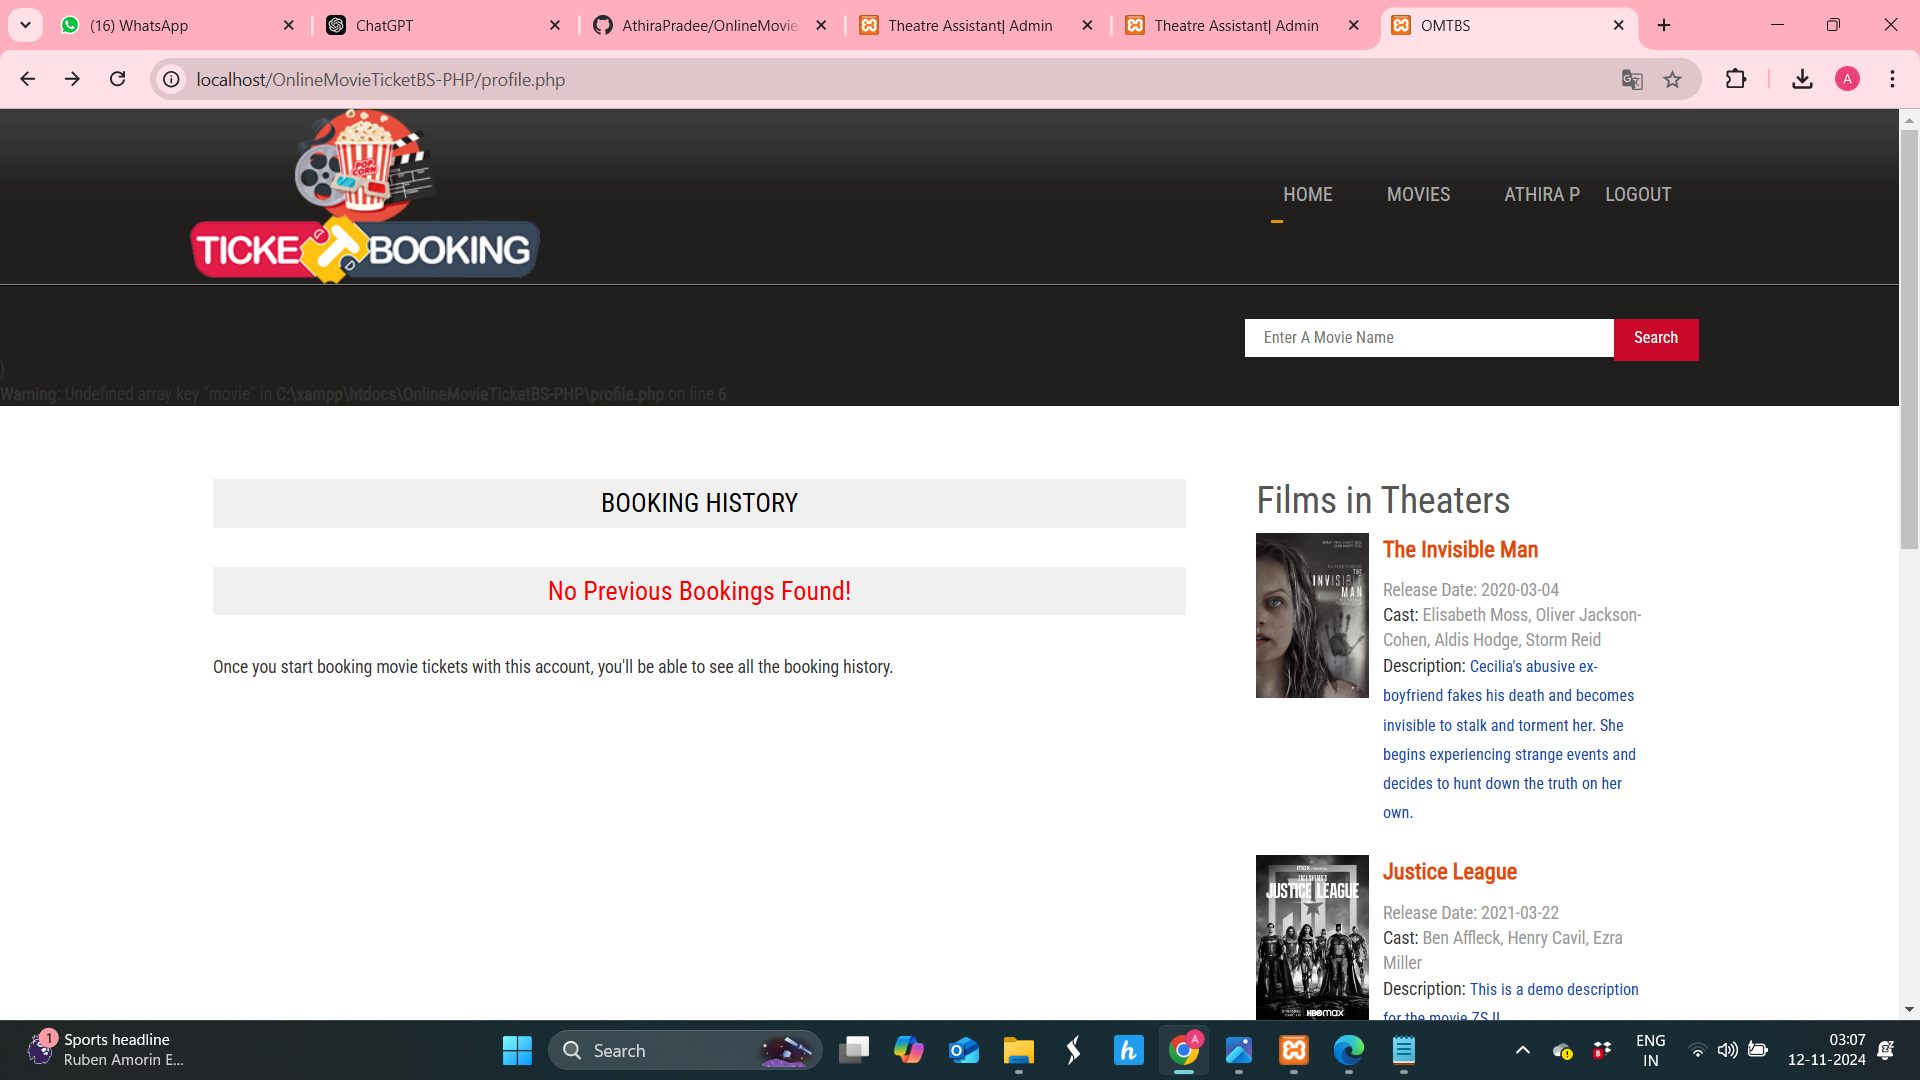 (16) WhatsApp
ChatGPT
AthiraPradee/OnlineMovie
Theatre Assistant| Admin
Theatre Assistant| Admin
OMTBS
localhost/OnlineMovieTicketBS-PHP/profile.php
A
POP CORN
TICKETBOOKING
HOME
MOVIES
ATHIRA P
LOGOUT
Enter A Movie Name
Search
}
Warning: Undefined array key "movie" in C:\xampp\htdocs\OnlineMovieTicketBS-PHP\profile.php on line 6
BOOKING HISTORY
No Previous Bookings Found!
Once you start booking movie tickets with this account, you'll be able to see all the booking history.
Films in Theaters
THE
INVISIBLE
MAN
The Invisible Man
Release Date: 2020-03-04
Cast: Elisabeth Moss, Oliver Jackson-
Cohen, Aldis Hodge, Storm Reid
Description: Cecilia's abusive ex-
boyfriend fakes his death and becomes
invisible to stalk and torment her. She
begins experiencing strange events and
decides to hunt down the truth on her
own.
max
ZACK SNYDER'S
JUSTICE LEAGUE
HBOmax
Justice League
Release Date: 2021-03-22
Cast: Ben Affleck, Henry Cavil, Ezra
Miller
Description: This is a demo description
for the movie ZSJL
1
Sports headline
Ruben Amorin E...
Search
A
8
ENG
IN
03:07
12-11-2024